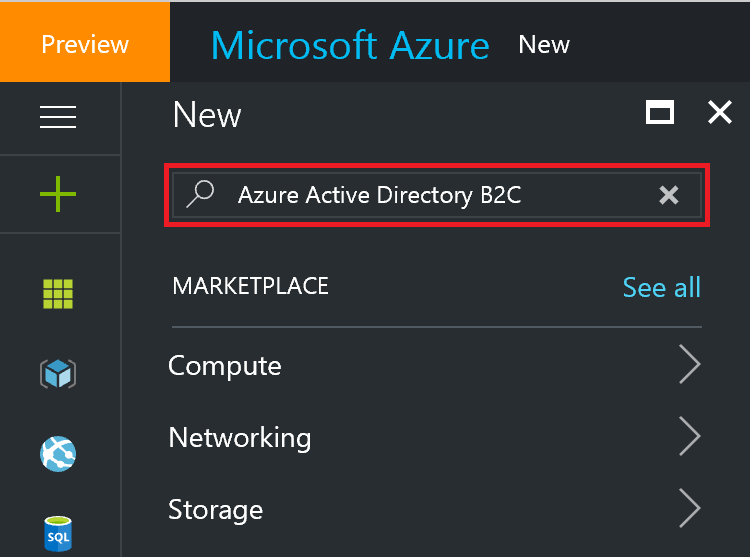 Preview
Microsoft Azure New
New
Azure Active Directory B2C
MARKETPLACE See all
Compute
Networking
Storage
SQL